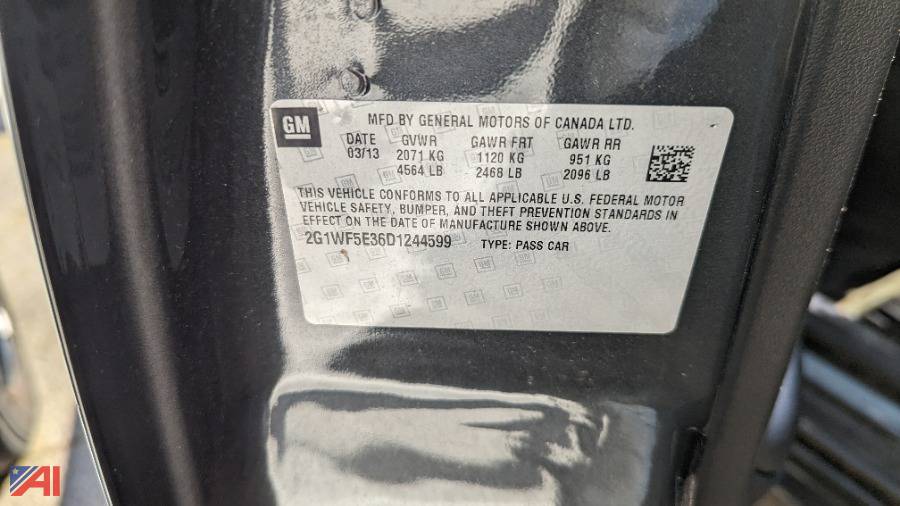 GM
MFD BY GENERAL MOTORS OF CANADA LTD.
DATE GVWR GAWR FRT GAWR RR
03/13 2071 KG 1120 KG 951 KG
4564 LB 2468 LB 2096 LB
THIS VEHICLE CONFORMS TO ALL APPLICABLE U.S. FEDERAL MOTOR
VEHICLE SAFETY, BUMPER, AND THEFT PREVENTION STANDARDS IN
EFFECT ON THE DATE OF MANUFACTURE SHOWN ABOVE.
2G1WF5E36D1244599 TYPE: PASS CAR
AI